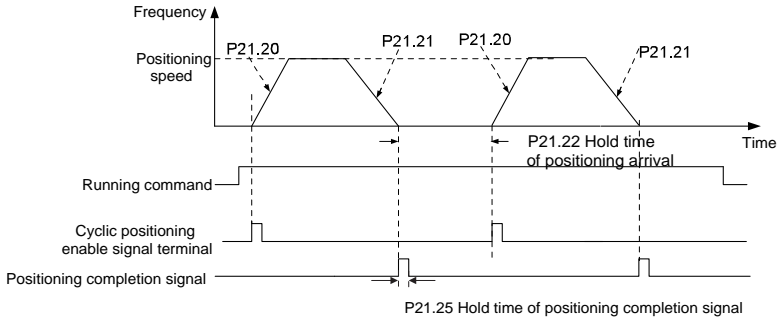 Frequency
P21.20
P21.21
P21.20
P21.21
Positioning
speed
P21.22 Hold time
of positioning arrival
Time
Running command
Cyclic positioning
enable signal terminal
Positioning completion signal
P21.25 Hold time of positioning completion signal